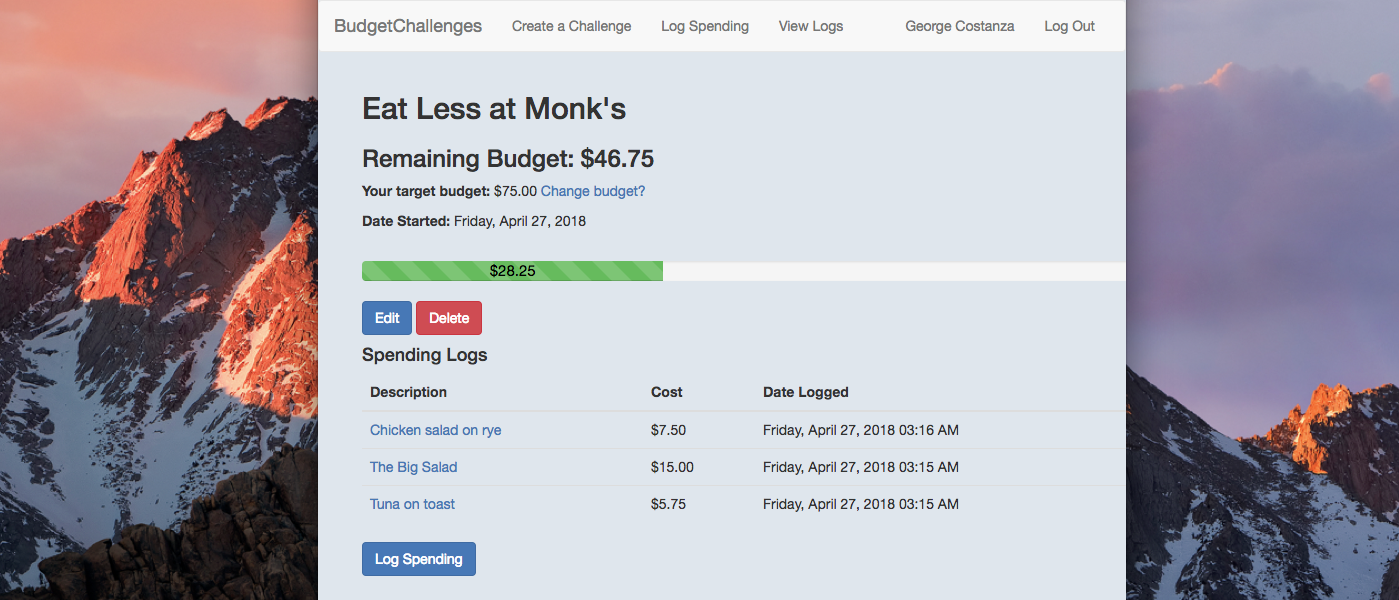 BudgetChallenges Create a Challenge Log Spending View Logs George Costanza Log Out
Eat Less at Monk's
Remaining Budget: $46.75
Your target budget: $75.00 Change budget?
Date Started: Friday, April 27, 2018
$28.25
Edit Delete
Spending Logs
Description Cost Date Logged
Chicken salad on rye $7.50 Friday, April 27, 2018 03:16 AM
The Big Salad $15.00 Friday, April 27, 2018 03:15 AM
Tuna on toast $5.75 Friday, April 27, 2018 03:15 AM
Log Spending